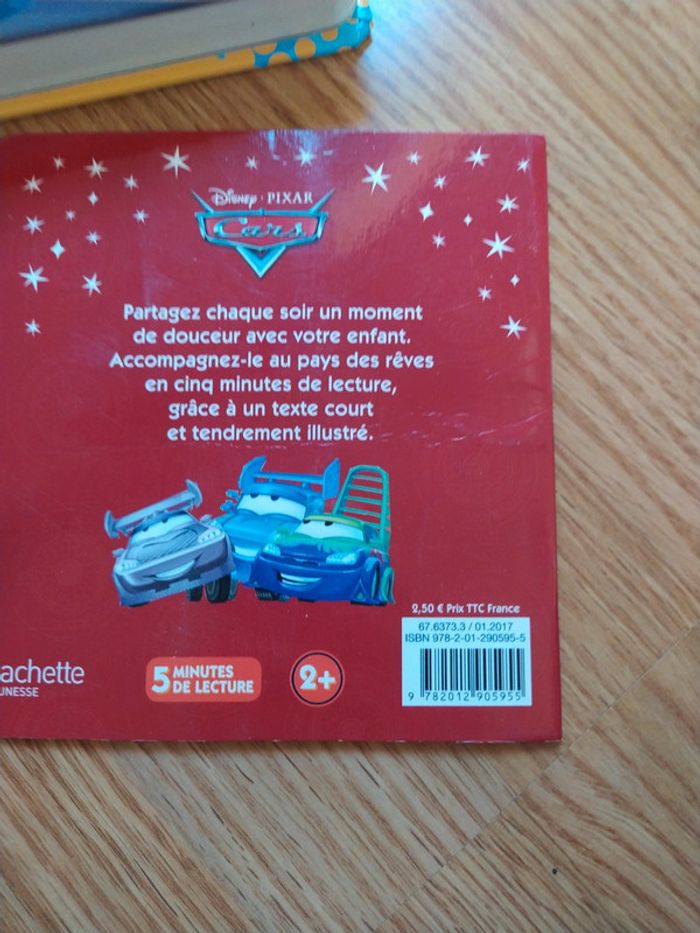 DISNEY · PIXAR
Cars
Partagez chaque soir un moment
de douceur avec votre enfant.
Accompagnez-le au pays des rêves
en cinq minutes de lecture,
grâce à un texte court
et tendrement illustré.
2,50 € Prix TTC France
67.6373.3 / 01.2017
ISBN 978-2-01-290595-5
9 782012 905955
achette
UNESSE
5 MINUTES
DE LECTURE
2+